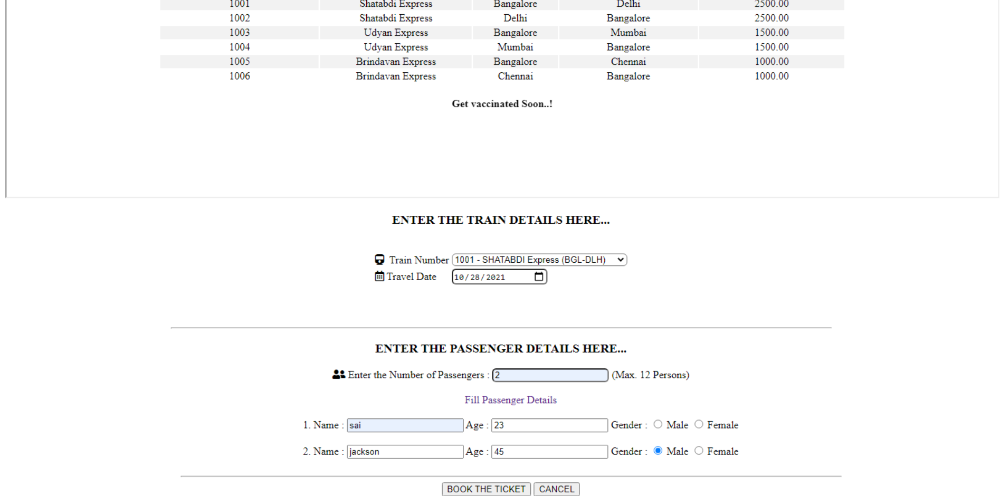 1001 Shatabdi Express Bangalore Delhi 2500.00
1002 Shatabdi Express Delhi Bangalore 2500.00
1003 Udyan Express Bangalore Mumbai 1500.00
1004 Udyan Express Mumbai Bangalore 1500.00
1005 Brindavan Express Bangalore Chennai 1000.00
1006 Brindavan Express Chennai Bangalore 1000.00
Get vaccinated Soon..!
ENTER THE TRAIN DETAILS HERE...
Train Number 1001 - SHATABDI Express (BGL-DLH)
Travel Date 10/28/2021
ENTER THE PASSENGER DETAILS HERE...
Enter the Number of Passengers : 2 (Max. 12 Persons)
Fill Passenger Details
1. Name : sai Age : 23 Gender : Male Female
2. Name : jackson Age : 45 Gender : Male Female
BOOK THE TICKET CANCEL